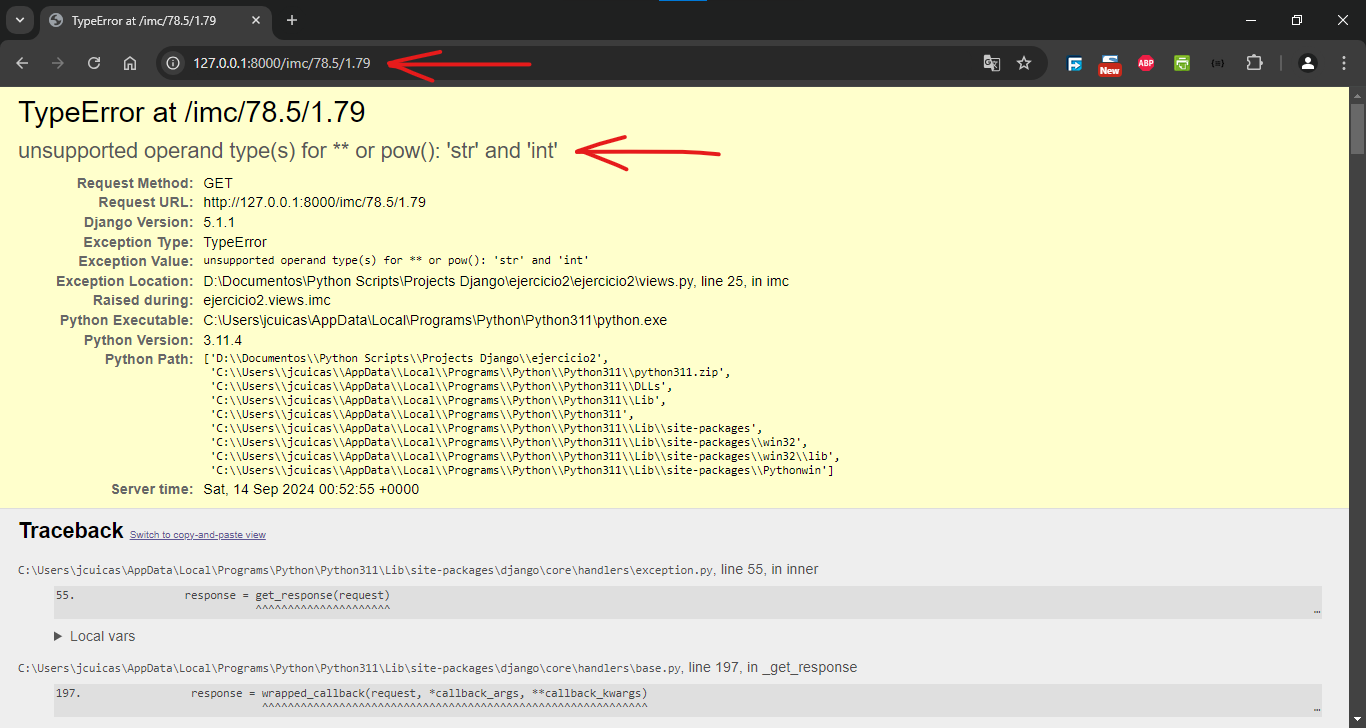 TypeError at /imc/78.5/1.79
127.0.0.1:8000/imc/78.5/1.79
New
ABP
TypeError at /imc/78.5/1.79
unsupported operand type(s) for ** or pow(): 'str' and 'int'
Request Method: GET
Request URL: http://127.0.0.1:8000/imc/78.5/1.79
Django Version: 5.1.1
Exception Type: TypeError
Exception Value: unsupported operand type(s) for ** or pow(): 'str' and 'int'
Exception Location: D:\Documentos\Python Scripts\Projects Django\ejercicio2\ejercicio2\views.py, line 25, in imc
Raised during: ejercicio2.views.imc
Python Executable: C:\Users\jcuicas\AppData\Local\Programs\Python\Python311\python.exe
Python Version: 3.11.4
Python Path: ['D:\\Documentos\\Python Scripts\\Projects Django\\ejercicio2',
'C:\\Users\\jcuicas\\AppData\\Local\\Programs\\Python\\Python311\\python311.zip',
'C:\\Users\\jcuicas\\AppData\\Local\\Programs\\Python\\Python311\\DLLs',
'C:\\Users\\jcuicas\\AppData\\Local\\Programs\\Python\\Python311\\Lib',
'C:\\Users\\jcuicas\\AppData\\Local\\Programs\\Python\\Python311',
'C:\\Users\\jcuicas\\AppData\\Local\\Programs\\Python\\Python311\\Lib\\site-packages',
'C:\\Users\\jcuicas\\AppData\\Local\\Programs\\Python\\Python311\\Lib\\site-packages\\win32',
'C:\\Users\\jcuicas\\AppData\\Local\\Programs\\Python\\Python311\\Lib\\site-packages\\win32\\lib',
'C:\\Users\\jcuicas\\AppData\\Local\\Programs\\Python\\Python311\\Lib\\site-packages\\Pythonwin']
Server time: Sat, 14 Sep 2024 00:52:55 +0000
Traceback Switch to copy-and-paste view
C:\Users\jcuicas\AppData\Local\Programs\Python\Python311\Lib\site-packages\django\core\handlers\exception.py, line 55, in inner
55. response = get_response(request)
^^^^^^^^^^^^^^^^^^^^^ …
Local vars
C:\Users\jcuicas\AppData\Local\Programs\Python\Python311\Lib\site-packages\django\core\handlers\base.py, line 197, in _get_response
197. response = wrapped_callback(request, *callback_args, **callback_kwargs)
^^^^^^^^^^^^^^^^^^^^^^^^^^^^^^^^^^^^^^^^^^^^^^^^^^^^^^^^^^^^ …